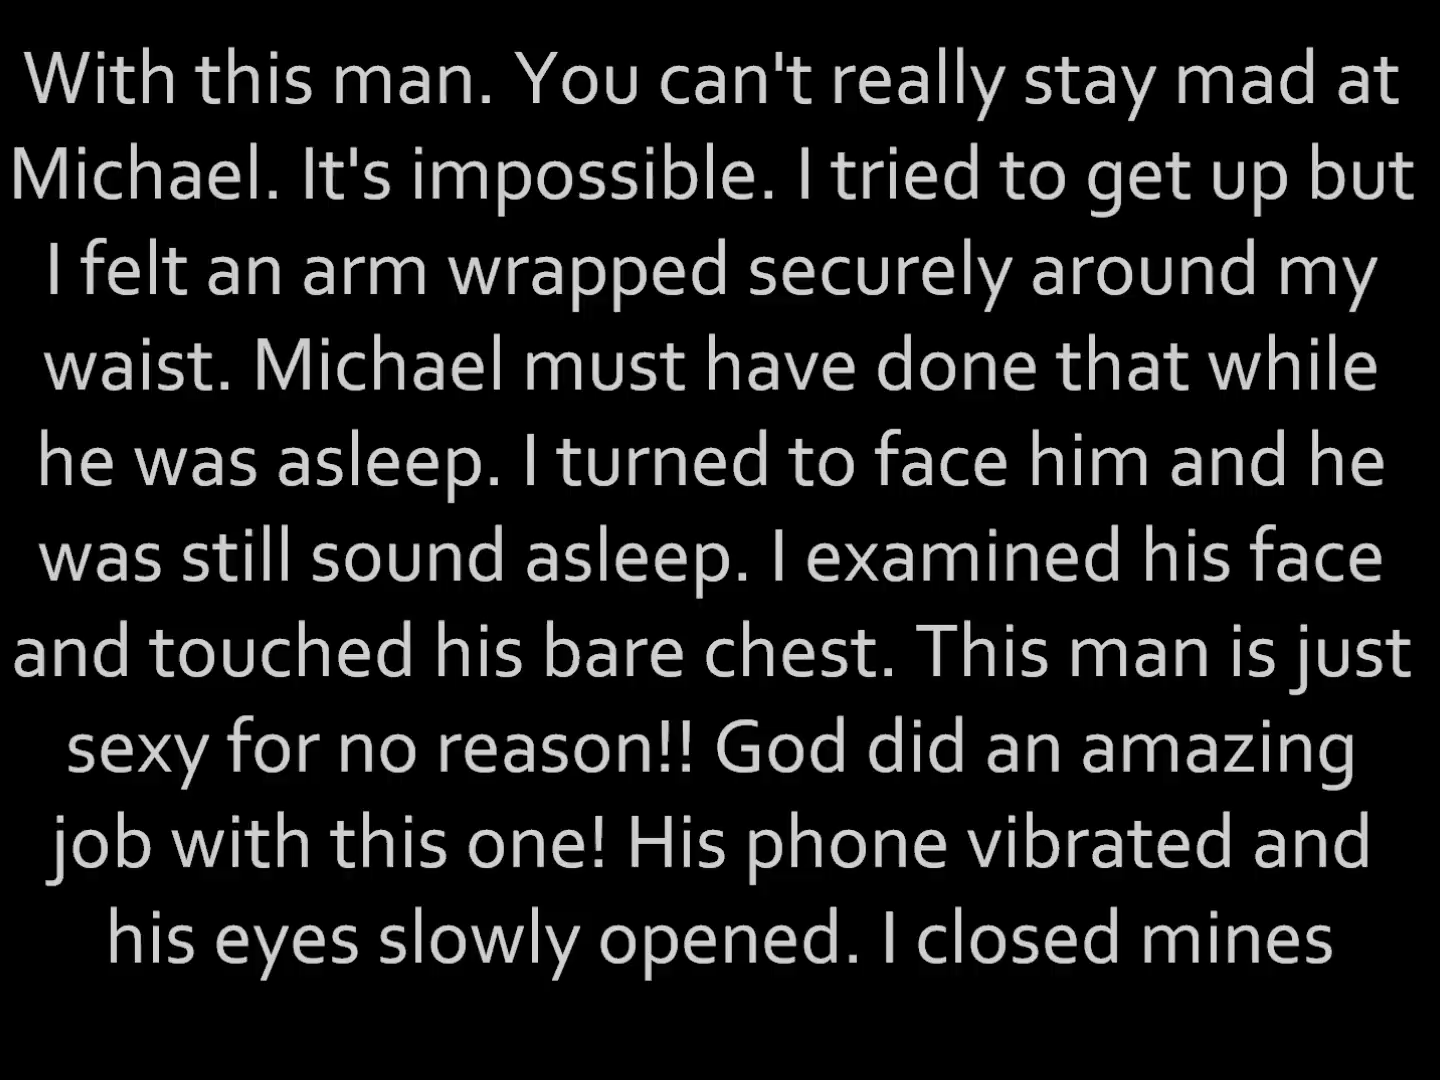 With this man. You can't really stay mad at
Michael. It's impossible. I tried to get up but
I felt an arm wrapped securely around my
waist. Michael must have done that while
he was asleep. I turned to face him and he
was still sound asleep. I examined his face
and touched his bare chest. This man is just
sexy for no reason!! God did an amazing
job with this one! His phone vibrated and
his eyes slowly opened. I closed mines